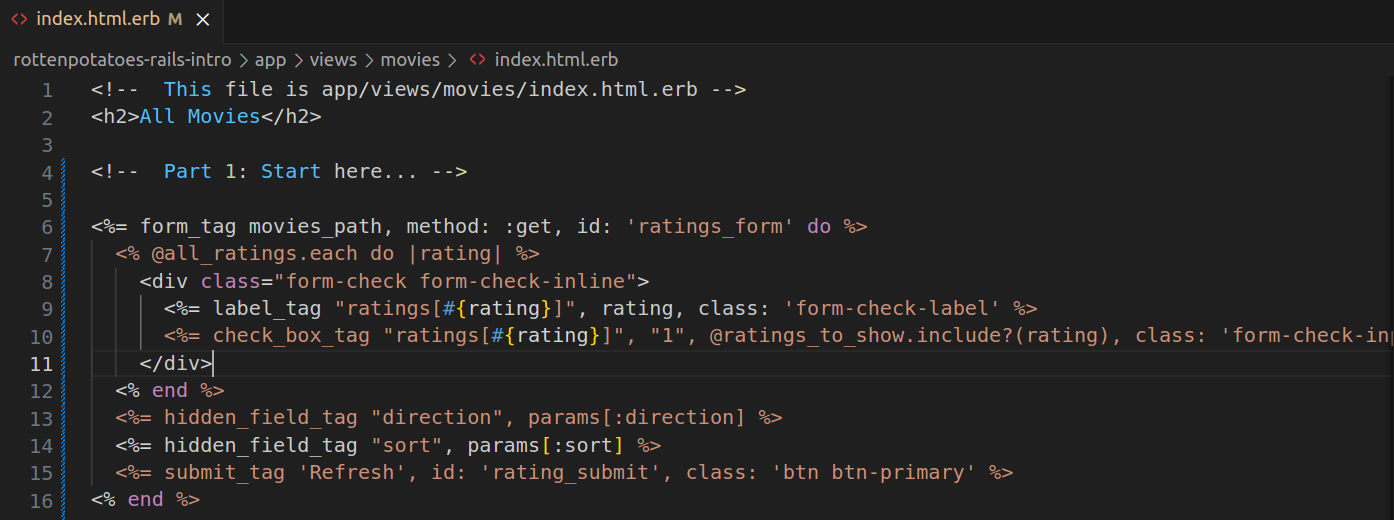 index.html.erb M
rottenpotatoes-rails-intro > app > views > movies > index.html.erb
1 <!--  This file is app/views/movies/index.html.erb -->
2 <h2>All Movies</h2>
3
4 <!--  Part 1: Start here... -->
5
6 <%= form_tag movies_path, method: :get, id: 'ratings_form' do %>
7   <% @all_ratings.each do |rating| %>
8     <div class="form-check form-check-inline">
9       <%= label_tag "ratings[#{rating}]", rating, class: 'form-check-label' %>
10       <%= check_box_tag "ratings[#{rating}]", "1", @ratings_to_show.include?(rating), class: 'form-check-in
11     </div>
12   <% end %>
13   <%= hidden_field_tag "direction", params[:direction] %>
14   <%= hidden_field_tag "sort", params[:sort] %>
15   <%= submit_tag 'Refresh', id: 'rating_submit', class: 'btn btn-primary' %>
16 <% end %>